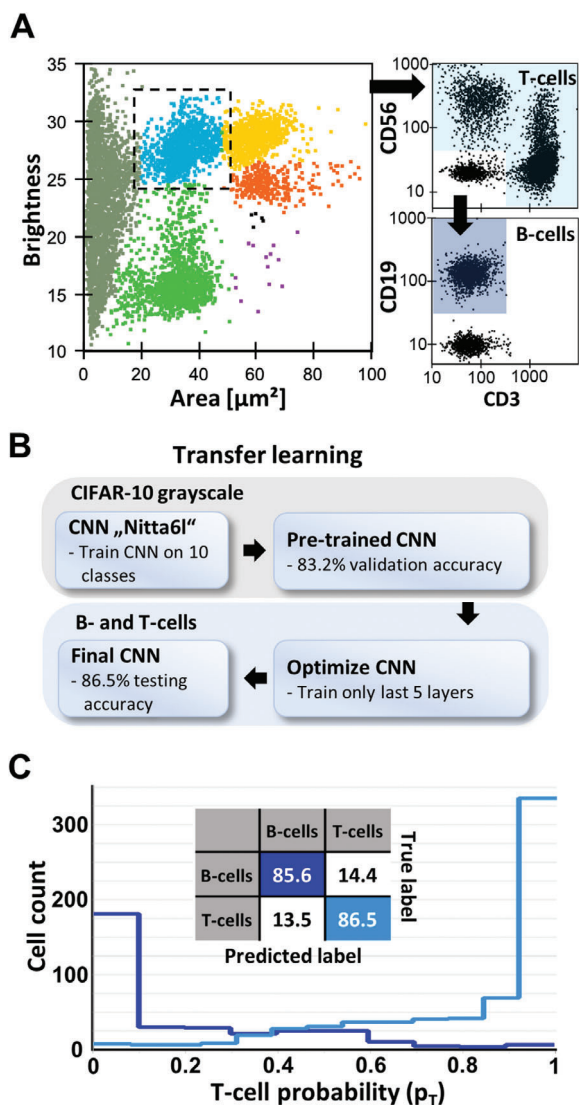 A
35
30
25
20
15
10
Brightness
0
20
40
60
80
100
Area [µm²]
1000
100
10
CD56
T-cells
1000
100
10
CD19
B-cells
10
100
1000
CD3
B
Transfer learning
CIFAR-10 grayscale
CNN „Nitta6l“
- Train CNN on 10
classes
Pre-trained CNN
- 83.2% validation accuracy
B- and T-cells
Final CNN
- 86.5% testing
accuracy
Optimize CNN
- Train only last 5 layers
C
300
200
100
0
Cell count
B-cells
T-cells
B-cells
85.6
14.4
T-cells
13.5
86.5
True label
Predicted label
0
0.2
0.4
0.6
0.8
1
T-cell probability (pT)